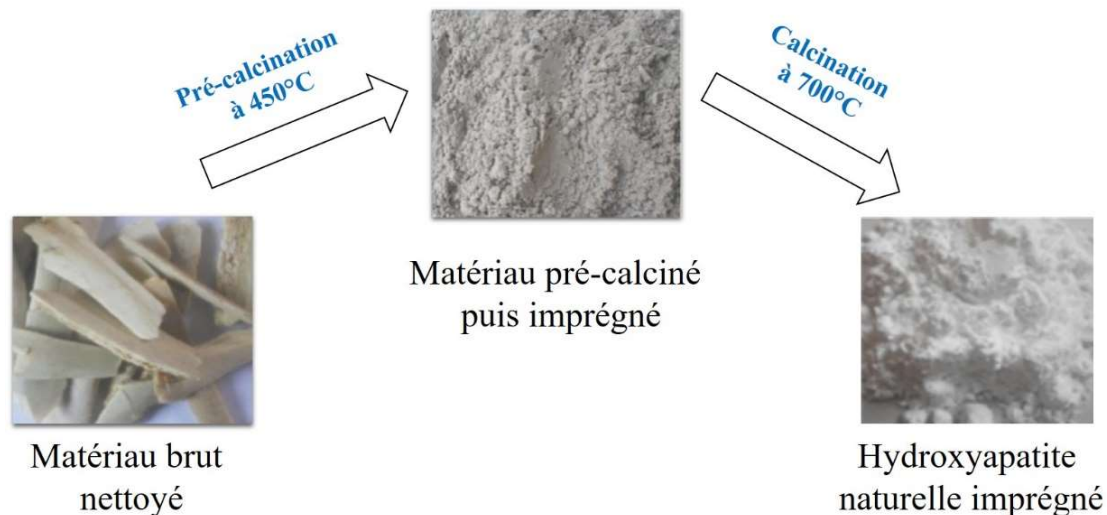 Pré-calcination
à 450°C
Calcination
à 700°C
Matériau pré-calciné
puis imprégné
Matériau brut
nettoyé
Hydroxyapatite
naturelle imprégné